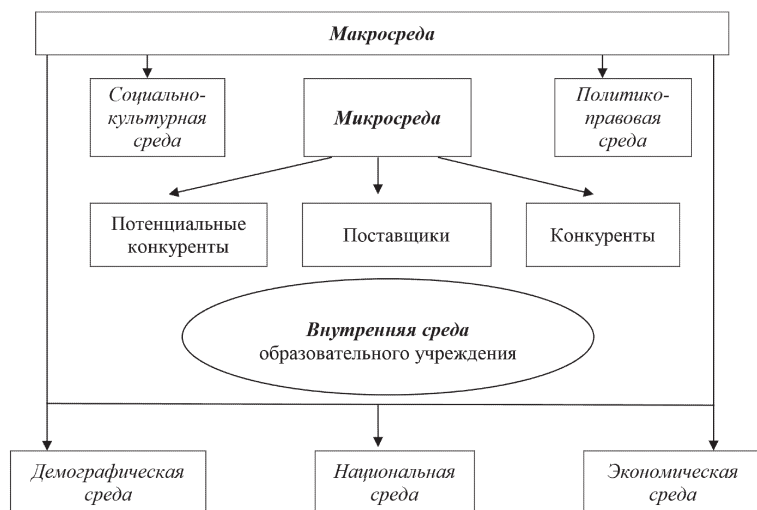 Макросреда
Социально-
культурная
среда
Микросреда
Политико-
правовая
среда
Потенциальные
конкуренты
Поставщики
Конкуренты
Внутренняя среда
образовательного учреждения
Демографическая
среда
Национальная
среда
Экономическая
среда